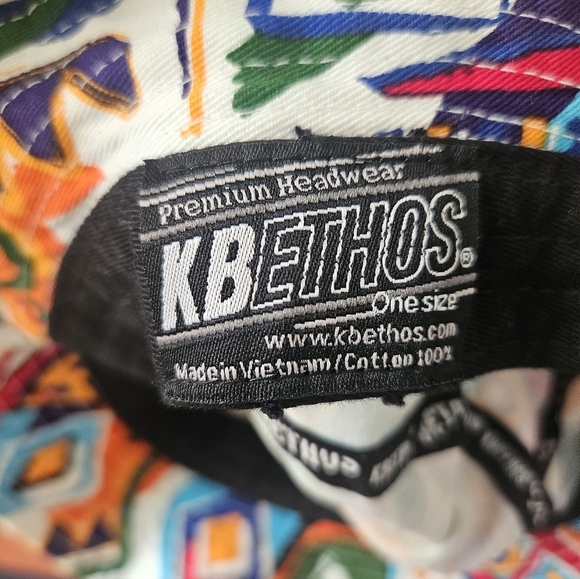 Premium Headwear
KBETHOS®
One size
www.kbethos.com
Made in Vietnam/Cotton 100%